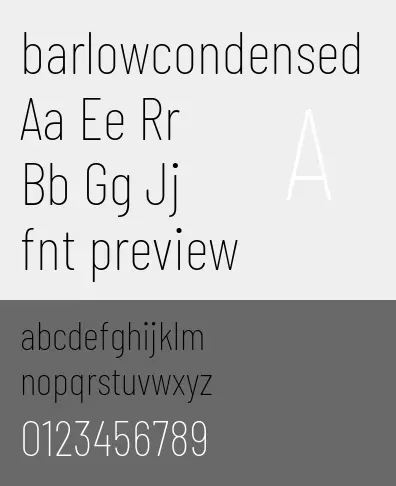 barlowcondensed
Aa Ee Rr
Bb Gg Jj
A
fnt preview
abcdefghijklm
nopqrstuvwxyz
0123456789